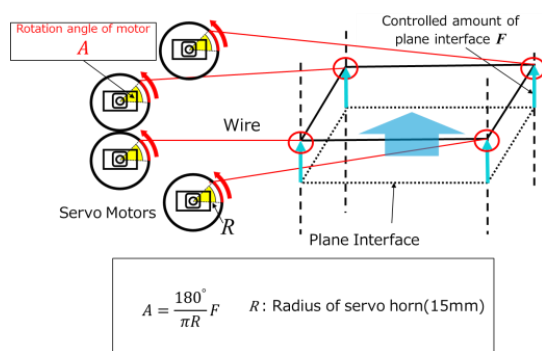 Rotation angle of motor
A
Controlled amount of
plane interface F
Wire
Servo Motors
R
Plane Interface
A = 180° / πR F R: Radius of servo horn(15mm)